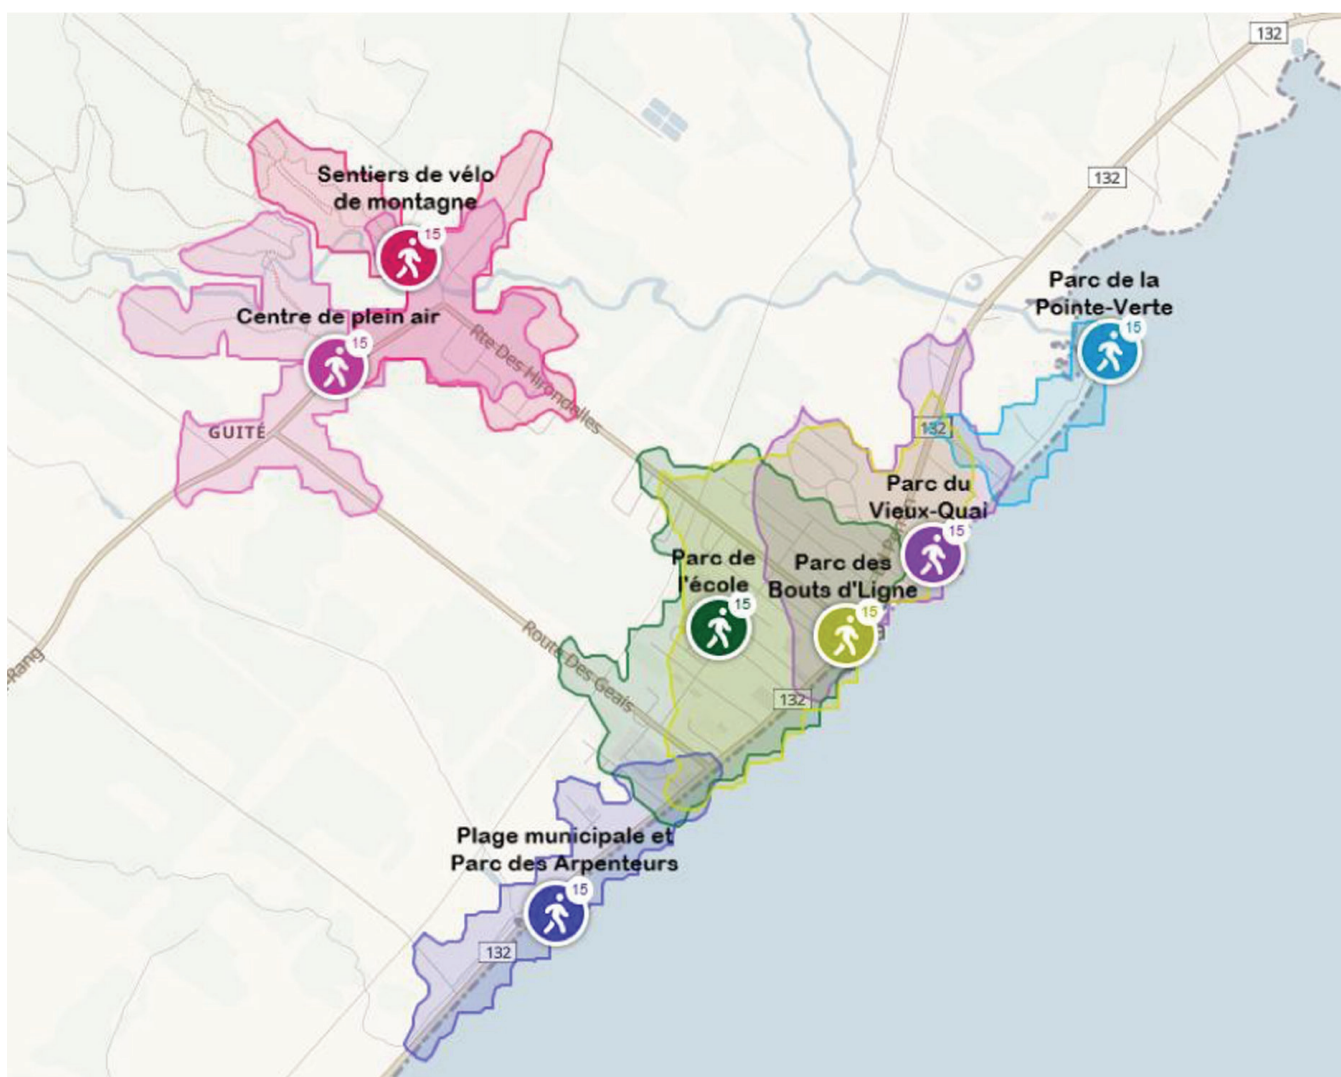 132
132
Sentiers de vélo
de montagne
15
Parc de la
Pointe-Verte
15
Centre de plein air
15
Rte Des Hirondelles
GUITÉ
132
Parc du
Vieux-Quai
15
Parc de
l'école
15
Parc des
Bouts d'Ligne
15
Rang
Route Des Geais
132
Plage municipale et
Parc des Arpenteurs
15
132